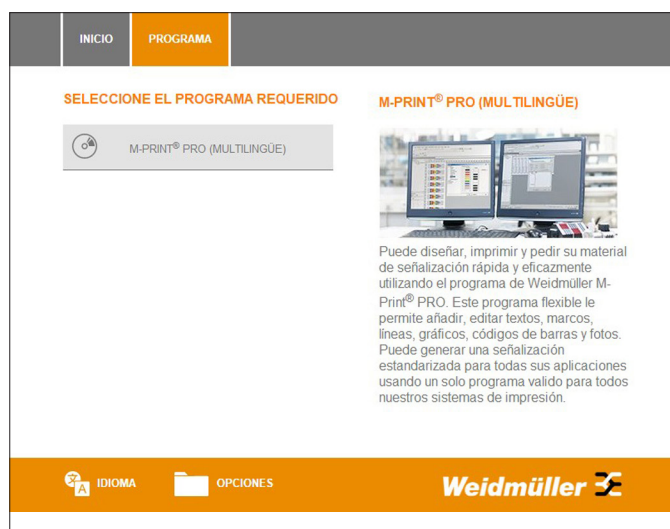 INICIO
PROGRAMA
SELECCIONE EL PROGRAMA REQUERIDO
M-PRINT® PRO (MULTILINGÜE)
M-PRINT® PRO (MULTILINGÜE)
Puede diseñar, imprimir y pedir su material
de señalización rápida y eficazmente
utilizando el programa de Weidmüller M-
Print® PRO. Este programa flexible le
permite añadir, editar textos, marcos,
líneas, gráficos, códigos de barras y fotos.
Puede generar una señalización
estandarizada para todas sus aplicaciones
usando un solo programa valido para todos
nuestros sistemas de impresión.
IDIOMA
OPCIONES
Weidmüller